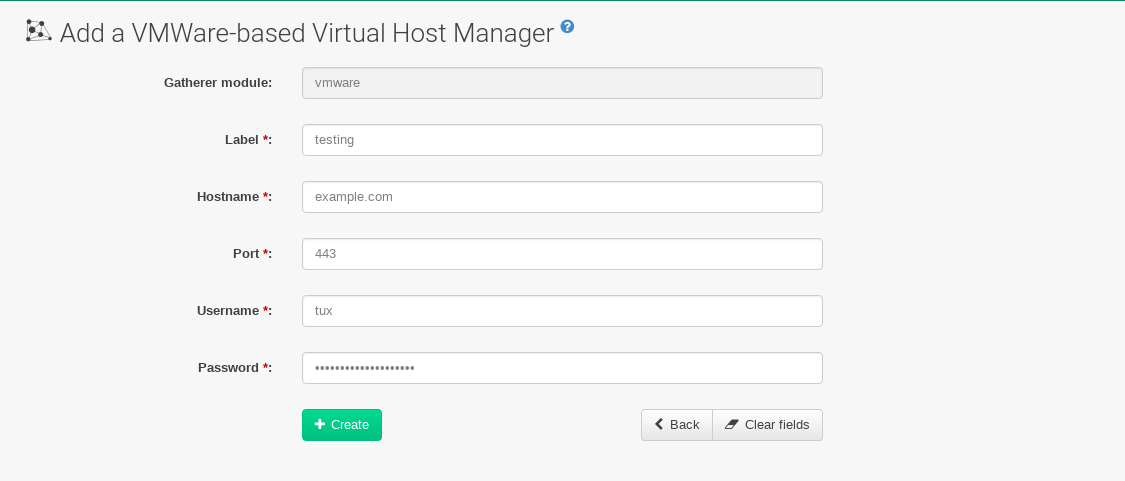 Add a VMWare-based Virtual Host Manager ?
Gatherer module: vmware
Label *: testing
Hostname *: example.com
Port *: 443
Username *: tux
Password *: ••••••••••••••••••••
Create Back Clear fields